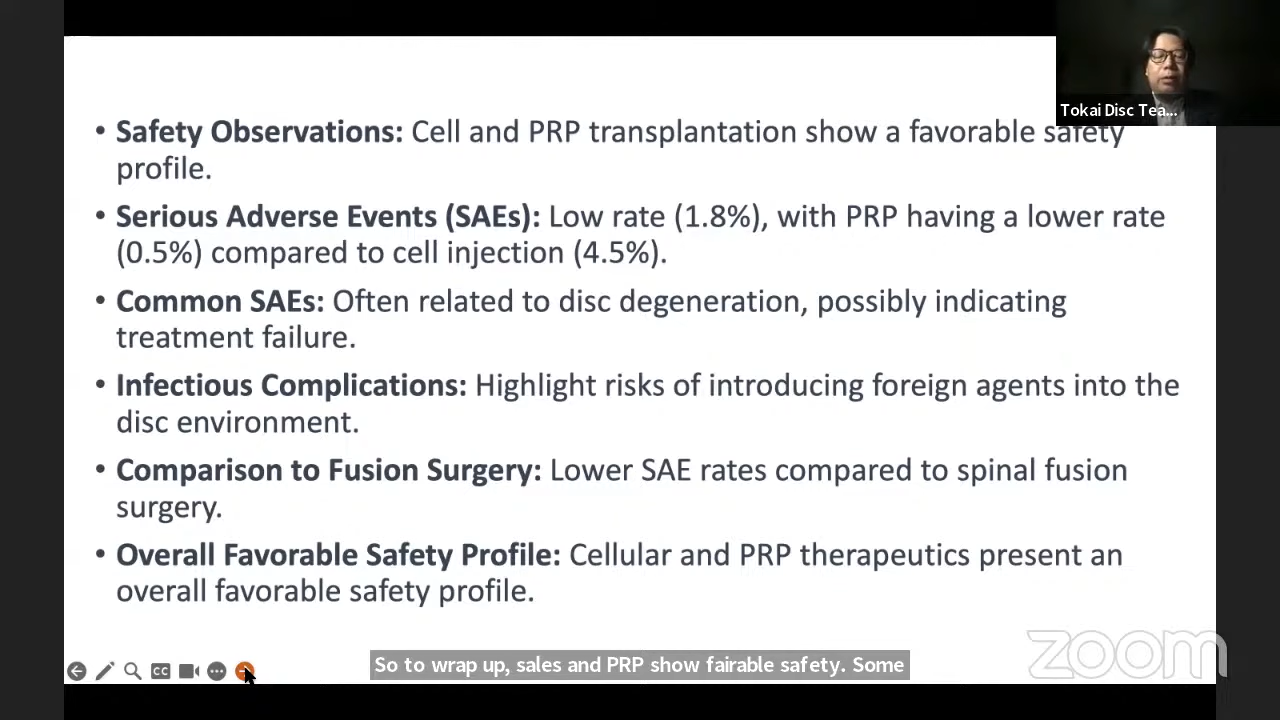 Tokai Disc Tea...
• Safety Observations: Cell and PRP transplantation show a favorable safety
profile.
• Serious Adverse Events (SAEs): Low rate (1.8%), with PRP having a lower rate
(0.5%) compared to cell injection (4.5%).
• Common SAEs: Often related to disc degeneration, possibly indicating
treatment failure.
• Infectious Complications: Highlight risks of introducing foreign agents into the
disc environment.
• Comparison to Fusion Surgery: Lower SAE rates compared to spinal fusion
surgery.
• Overall Favorable Safety Profile: Cellular and PRP therapeutics present an
overall favorable safety profile.
CC
So to wrap up, sales and PRP show fairable safety. Some
zoom